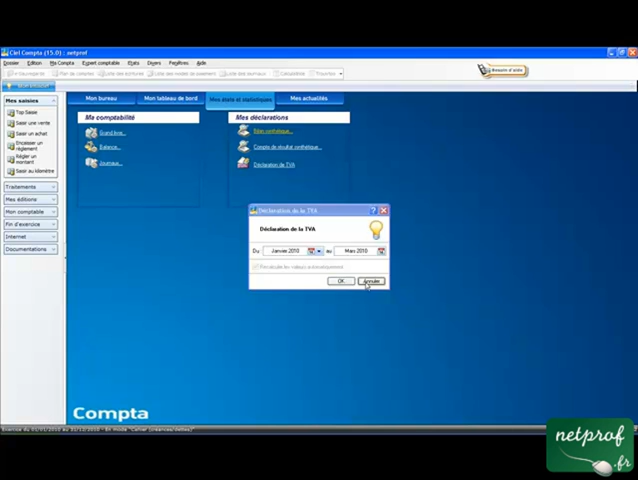 Ciel Compta (15.0) : netprof
Dossier Edition Ma Compta Expert comptable Etats Divers Fenêtres Aide
Besoin d'aide
Mes saisies
Mon bureau Mon tableau de bord Mes états et statistiques Mes actualités
Top Saisie
Saisir une vente
Saisir un achat
Encaisser un règlement
Régler un montant
Saisir au kilomètre
Traitements
Mes éditions
Mon comptable
Fin d'exercice
Internet
Documentations
Ma comptabilité
Grand livre...
Balance...
Journaux...
Mes déclarations
Bilan synthétique...
Compte de résultat synthétique...
Déclaration de TVA
Déclaration de la TVA
Déclaration de la TVA
Du Janvier 2010 au Mars 2010
OK Annuler
Compta
netprof
.fr